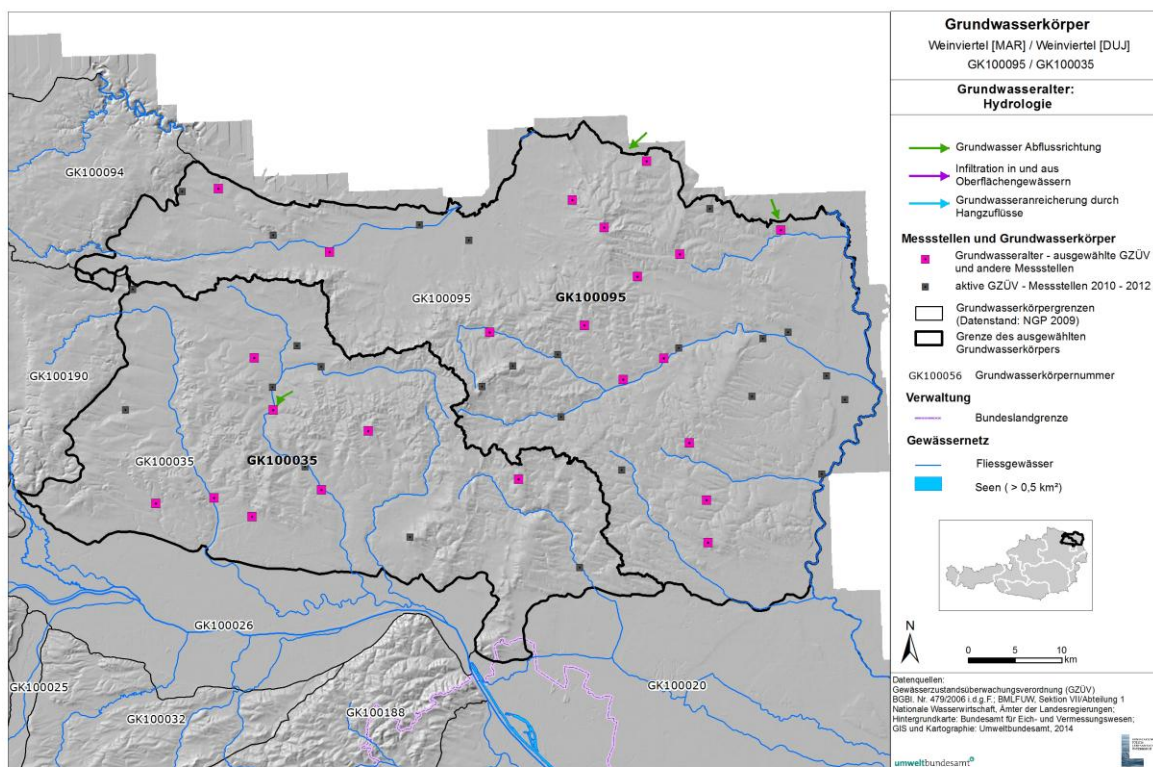 GK100094
GK100095
GK100095
GK100190
GK100035
GK100035
GK100026
GK100025
GK100032
GK100188
GK100020
Grundwasserkörper
Weinviertel [MAR] / Weinviertel [DUJ]
GK100095 / GK100035
Grundwasseralter:
Hydrologie
Grundwasser Abflussrichtung
Infiltration in und aus
Oberflächengewässern
Grundwasseranreicherung durch
Hangzuflüsse
Messstellen und Grundwasserkörper
Grundwasseralter - ausgewählte GZÜV
und andere Messstellen
aktive GZÜV - Messstellen 2010 - 2012
Grundwasserkörpergrenzen
(Datenstand: NGP 2009)
Grenze des ausgewählten
Grundwasserkörpers
GK100056 Grundwasserkörpernummer
Verwaltung
Bundeslandgrenze
Gewässernetz
Fliessgewässer
Seen ( > 0,5 km²)
N
0 5 10
km
Datenquellen:
Gewässerzustandsüberwachungsverordnung (GZÜV)
BGBl. Nr. 479/2006 i.d.g.F.; BMLFUW, Sektion VII/Abteilung 1
Nationale Wasserwirtschaft, Ämter der Landesregierungen;
Hintergrundkarte: Bundesamt für Eich- und Vermessungswesen;
GIS und Kartographie: Umweltbundesamt, 2014
umweltbundesamt